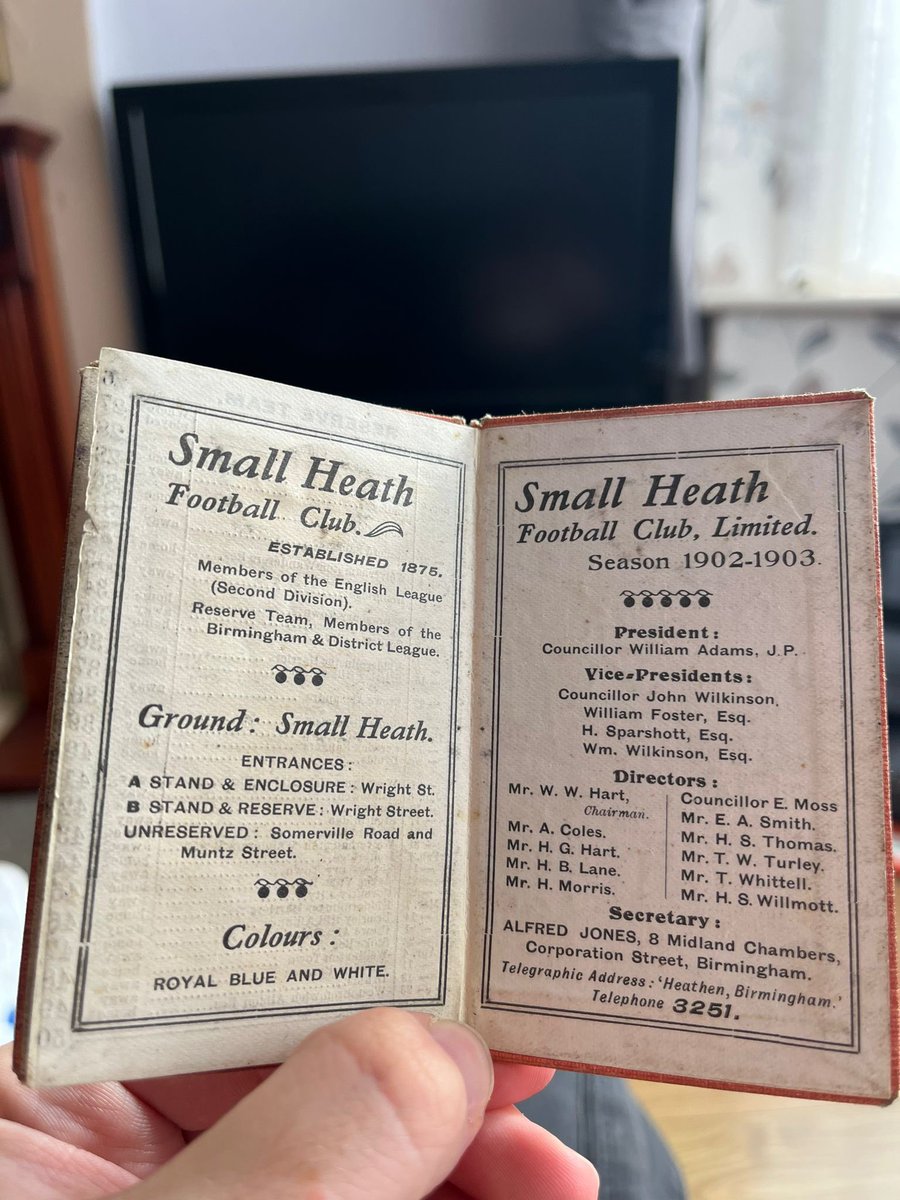 Small Heath
Football Club.
ESTABLISHED 1875.
Members of the English League
(Second Division).
Reserve Team, Members of the
Birmingham & District League.
Ground: Small Heath.
ENTRANCES:
A STAND & ENCLOSURE: Wright St.
B STAND & RESERVE: Wright Street.
UNRESERVED: Somerville Road and
Muntz Street.
Colours:
ROYAL BLUE AND WHITE.
Small Heath
Football Club, Limited.
Season 1902-1903.
President:
Councillor William Adams, J.P.
Vice-Presidents:
Councillor John Wilkinson,
William Foster, Esq.
H. Sparshott, Esq.
Wm. Wilkinson, Esq.
Directors:
Mr. W. W. Hart,
Chairman.
Mr. A. Coles.
Mr. H. G. Hart.
Mr. H. B. Lane.
Mr. H. Morris.
Councillor E. Moss
Mr. E. A. Smith.
Mr. H. S. Thomas.
Mr. T. W. Turley.
Mr. T. Whittell.
Mr. H. S. Willmott.
Secretary:
ALFRED JONES, 8 Midland Chambers,
Corporation Street, Birmingham.
Telegraphic Address: 'Heathen, Birmingham.'
Telephone 3251.